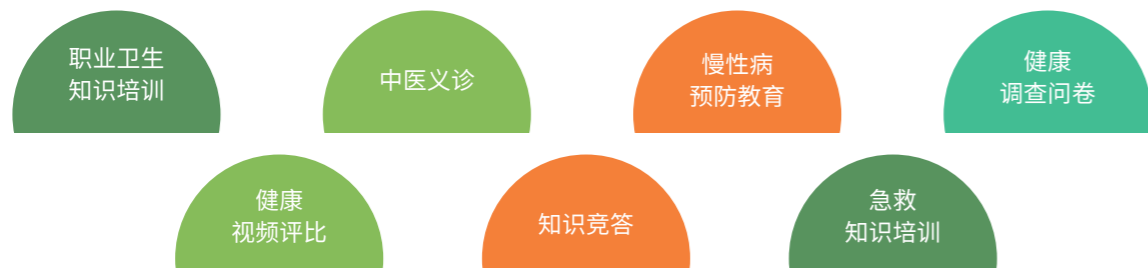 职业卫生
知识培训
中医义诊
慢性病
预防教育
健康
调查问卷
健康
视频评比
知识竞答
急救
知识培训